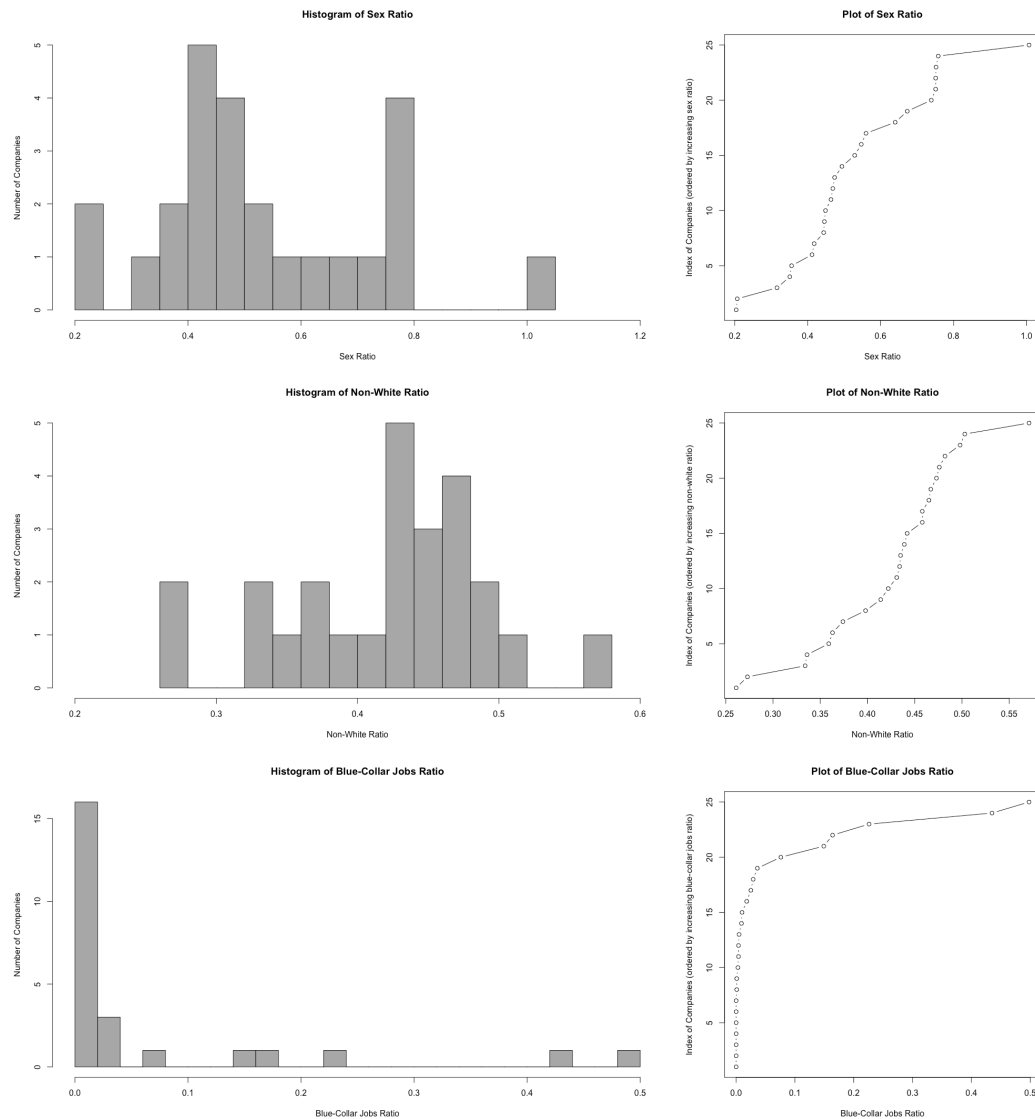 Histogram of Sex Ratio
Number of Companies
0 1 2 3 4 5
0.2 0.4 0.6 0.8 1.0 1.2
Sex Ratio
Plot of Sex Ratio
Index of Companies (ordered by increasing sex ratio)
5 10 15 20 25
0.2 0.4 0.6 0.8 1.0
Sex Ratio
Histogram of Non-White Ratio
Number of Companies
0 1 2 3 4 5
0.2 0.3 0.4 0.5 0.6
Non-White Ratio
Plot of Non-White Ratio
Index of Companies (ordered by increasing non-white ratio)
5 10 15 20 25
0.25 0.30 0.35 0.40 0.45 0.50 0.55
Non-White Ratio
Histogram of Blue-Collar Jobs Ratio
Number of Companies
0 5 10 15
0.0 0.1 0.2 0.3 0.4 0.5
Blue-Collar Jobs Ratio
Plot of Blue-Collar Jobs Ratio
Index of Companies (ordered by increasing blue-collar jobs ratio)
5 10 15 20 25
0.0 0.1 0.2 0.3 0.4 0.5
Blue-Collar Jobs Ratio